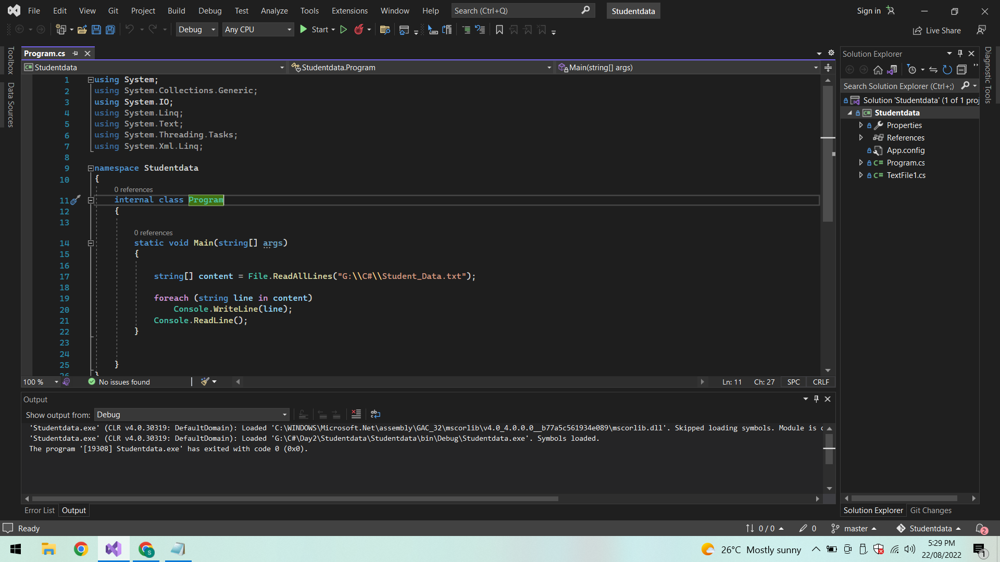 File Edit View Git Project Build Debug Test Analyze Tools Extensions Window Help Search (Ctrl+Q) Studentdata Sign in
Debug Any CPU Start Live Share
Toolbox
Data Sources
Program.cs
Studentdata Studentdata.Program Main(string[] args)
1 using System;
2 using System.Collections.Generic;
3 using System.IO;
4 using System.Linq;
5 using System.Text;
6 using System.Threading.Tasks;
7 using System.Xml.Linq;
8
9 namespace Studentdata
10 {
0 references
11 internal class Program
12 {
13
0 references
14 static void Main(string[] args)
15 {
16
17 string[] content = File.ReadAllLines("G:\\C#\\Student_Data.txt");
18
19 foreach (string line in content)
20 Console.WriteLine(line);
21 Console.ReadLine();
22 }
23
24
25 }
26 }
100 % No issues found Ln: 11 Ch: 27 SPC CRLF
Output
Show output from: Debug
'Studentdata.exe' (CLR v4.0.30319: DefaultDomain): Loaded 'C:\WINDOWS\Microsoft.Net\assembly\GAC_32\mscorlib\v4.0_4.0.0.0__b77a5c561934e089\mscorlib.dll'. Skipped loading symbols. Module is
'Studentdata.exe' (CLR v4.0.30319: DefaultDomain): Loaded 'G:\C#\Day2\Studentdata\Studentdata\bin\Debug\Studentdata.exe'. Symbols loaded.
The program '[19308] Studentdata.exe' has exited with code 0 (0x0).
Error List Output
Solution Explorer
Search Solution Explorer (Ctrl+;)
Solution 'Studentdata' (1 of 1 proj
C# Studentdata
Properties
References
App.config
C# Program.cs
C# TextFile1.cs
Solution Explorer Git Changes
Diagnostic Tools
Ready 0 / 0 0 master Studentdata 2
S 26°C Mostly sunny 5:29 PM
22/08/2022 1